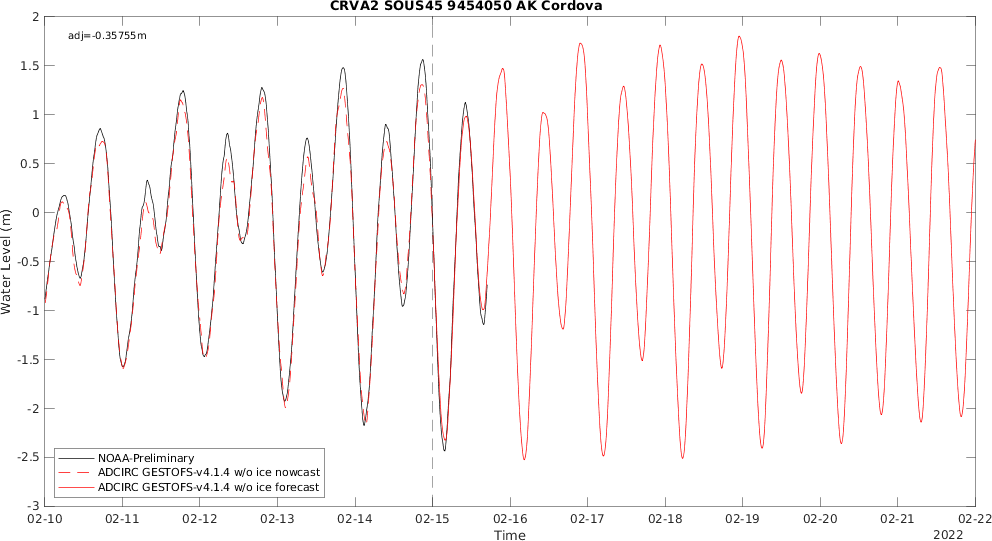 CRVA2 SOUS45 9454050 AK Cordova
adj=-0.35755m
2
1.5
1
0.5
0
-0.5
-1
-1.5
-2
-2.5
-3
Water Level (m)
NOAA-Preliminary
ADCIRC GESTOFS-v4.1.4 w/o ice nowcast
ADCIRC GESTOFS-v4.1.4 w/o ice forecast
02-10 02-11 02-12 02-13 02-14 02-15 02-16 02-17 02-18 02-19 02-20 02-21 02-22
Time
2022